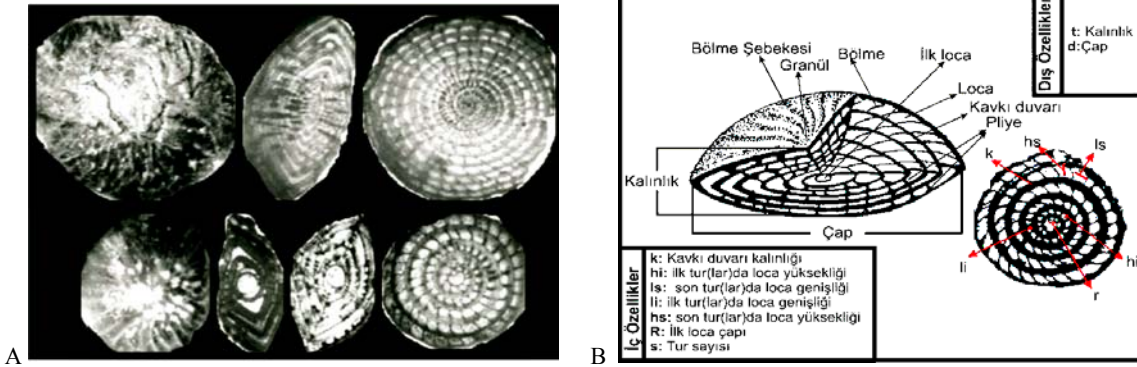 A
B
Dış Özellikler
t: Kalınlık
d:Çap
Bölme Şebekesi
Granül
Bölme
İlk loca
Loca
Kavkı duvarı
Pliye
Kalınlık
Çap
hs
ls
k
li
hi
r
İç Özellikler
k: Kavkı duvarı kalınlığı
hi: ilk tur(lar)da loca yüksekliği
ls: son tur(lar)da loca genişliği
li: ilk tur(lar)da loca genişliği
hs: son tur(lar)da loca yüksekliği
R: İlk loca çapı
s: Tur sayısı